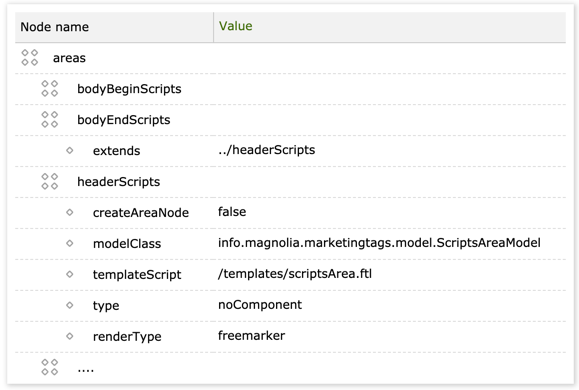 Node name Value
areas
bodyBeginScripts
bodyEndScripts
extends ../headerScripts
headerScripts
createAreaNode false
modelClass info.magnolia.marketingtags.model.ScriptsAreaModel
templateScript /templates/scriptsArea.ftl
type noComponent
renderType freemarker
....